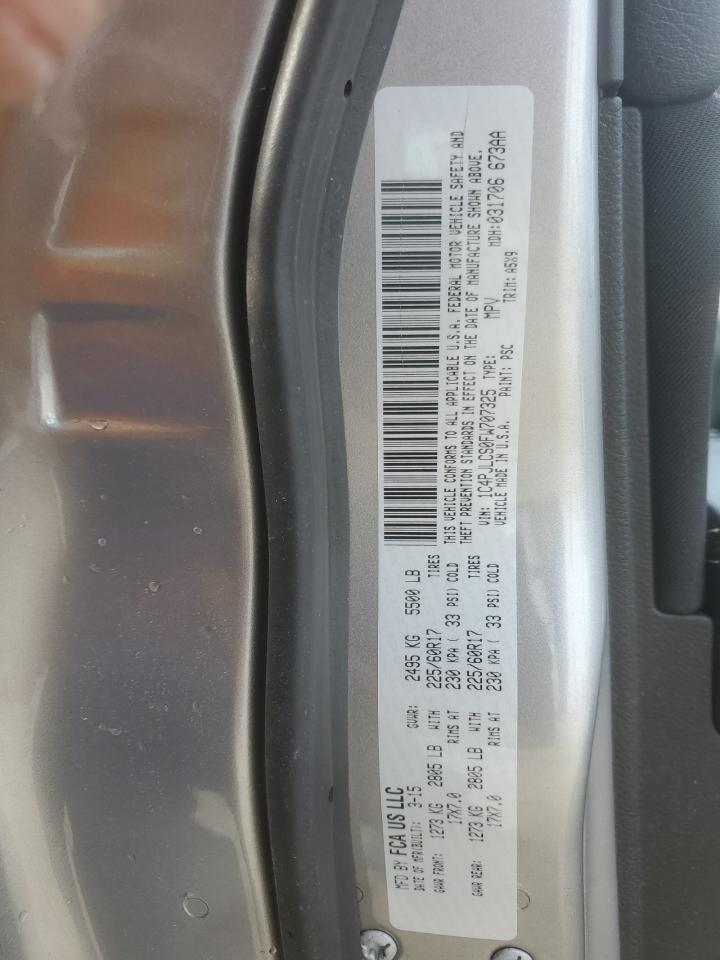 MFD BY FCA US LLC
DATE OF MFR(BUILT): 3-15 GVWR: 2495 KG 5500 LB
GAWR FRONT: 1273 KG 2805 LB WITH 225/60R17 TIRES
17X7.0 RIMS AT 230 KPA ( 33 PSI) COLD
GAWR REAR: 1273 KG 2805 LB WITH 225/60R17 TIRES
17X7.0 RIMS AT 230 KPA ( 33 PSI) COLD
THIS VEHICLE CONFORMS TO ALL APPLICABLE U.S.A. FEDERAL MOTOR VEHICLE SAFETY AND
THEFT PREVENTION STANDARDS IN EFFECT ON THE DATE OF MANUFACTURE SHOWN ABOVE.
VIN: 1C4PJLCS0FW707325 TYPE: MPV MDH:031706 673AA
VEHICLE MADE IN U.S.A. PAINT: PSC TRIM:A5X9